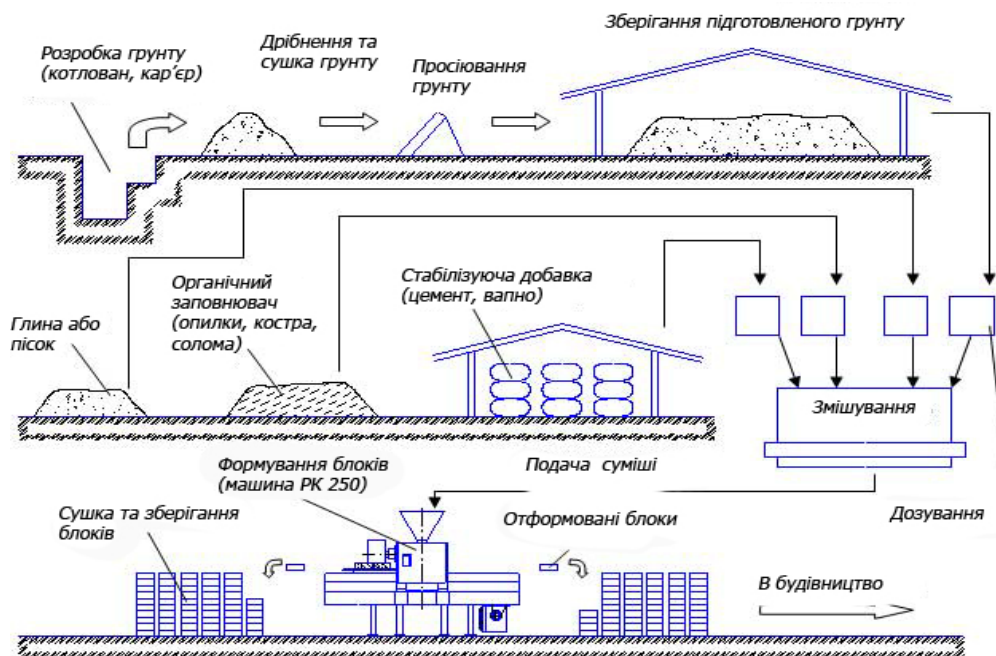 Зберігання підготовленого грунту
Розробка грунту
(котлован, кар’єр)
Дрібнення та
сушка грунту
Просіювання
грунту
Органічний
заповнювач
(опилки, костра,
солома)
Стабілізуюча добавка
(цемент, вапно)
Глина або
пісок
Змішування
Формування блоків
(машина РК 250)
Подача суміші
Сушка та зберігання
блоків
Отформовані блоки
Дозування
В будівництво